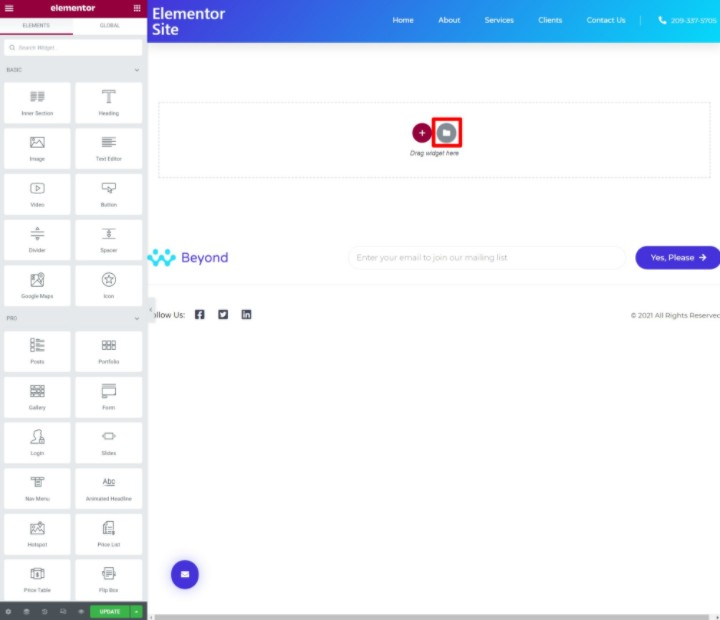 elementor
ELEMENTS GLOBAL
Search Widget...
BASIC
Inner Section Heading
Image Text Editor
Video Button
Divider Spacer
Google Maps Icon
PRO
Posts Portfolio
Gallery Form
Login Slides
Nav Menu Animated Headline
Hotspot Price List
Price Table Flip Box
UPDATE
Elementor
Site
Home About Services Clients Contact Us 209-337-5705
Drag widget here
Beyond Enter your email to join our mailing list Yes, Please
ollow Us:
© 2021 All Rights Reserved